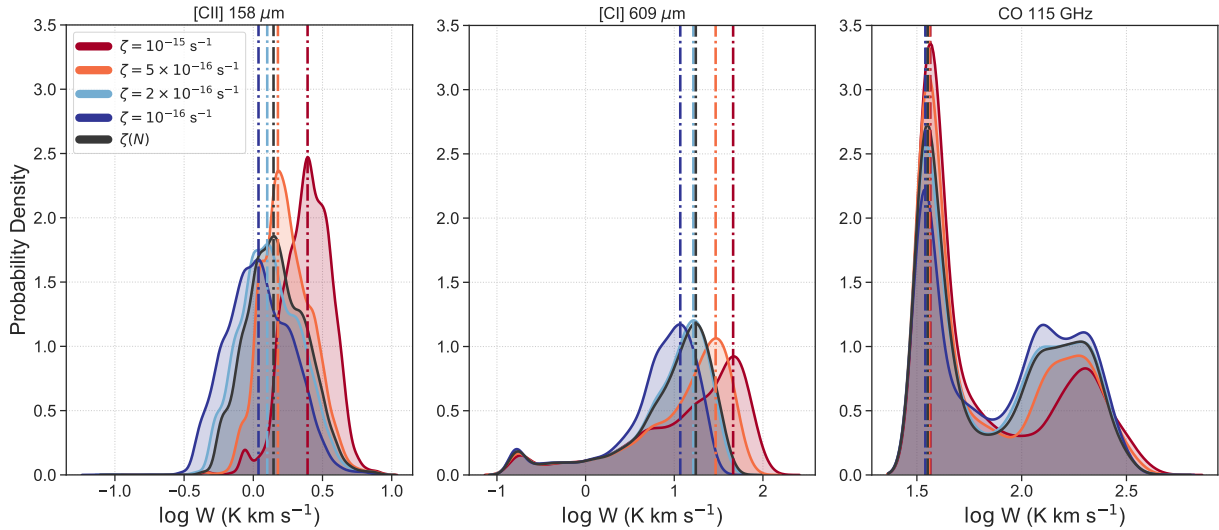 [CII] 158 μm
[CI] 609 μm
CO 115 GHz
Probability Density
3.5
3.0
2.5
2.0
1.5
1.0
0.5
0.0
ζ = 10⁻¹⁵ s⁻¹
ζ = 5 × 10⁻¹⁶ s⁻¹
ζ = 2 × 10⁻¹⁶ s⁻¹
ζ = 10⁻¹⁶ s⁻¹
ζ(N)
−1.0 −0.5 0.0 0.5 1.0
log W (K km s⁻¹)
3.5
3.0
2.5
2.0
1.5
1.0
0.5
0.0
−1 0 1 2
log W (K km s⁻¹)
3.5
3.0
2.5
2.0
1.5
1.0
0.5
0.0
1.5 2.0 2.5
log W (K km s⁻¹)